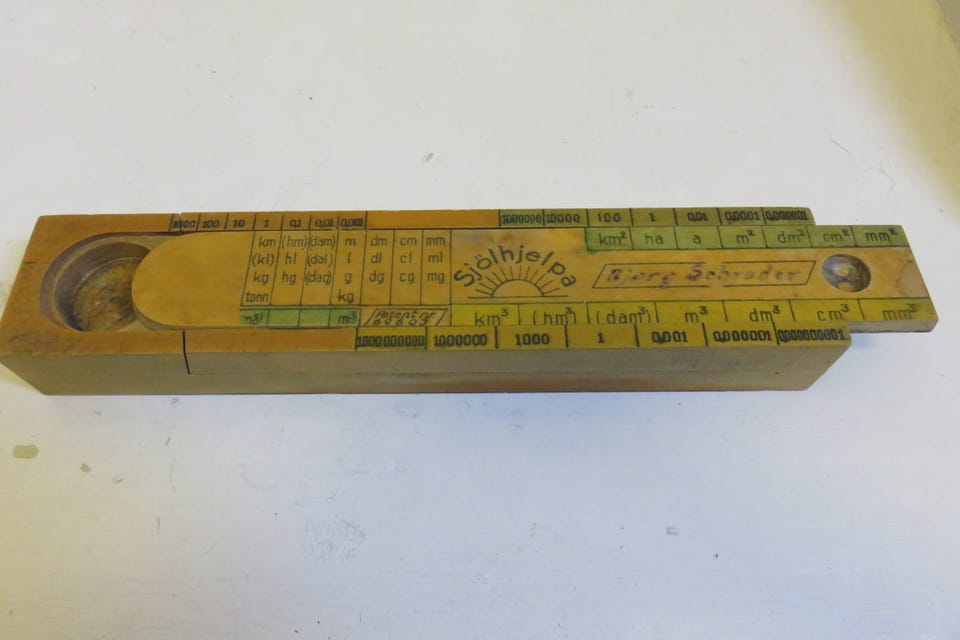 1000 100 10 1 0,1 0,01 0,001
1000000 10000 100 1 0,01 0,0001 0,000001
km (hm) (dam) m dm cm mm
(kl) hl (dal) l dl cl ml
kg hg (dag) g dg cg mg
tonn kg
mål m³
Patent nr.
Sjölhjelpa
Bjørg Schrøder
km² ha a m² dm² cm² mm²
km³ (hm³) (dam³) m³ dm³ cm³ mm³
1000000000 1000000 1000 1 0,001 0,000001 0,000000001